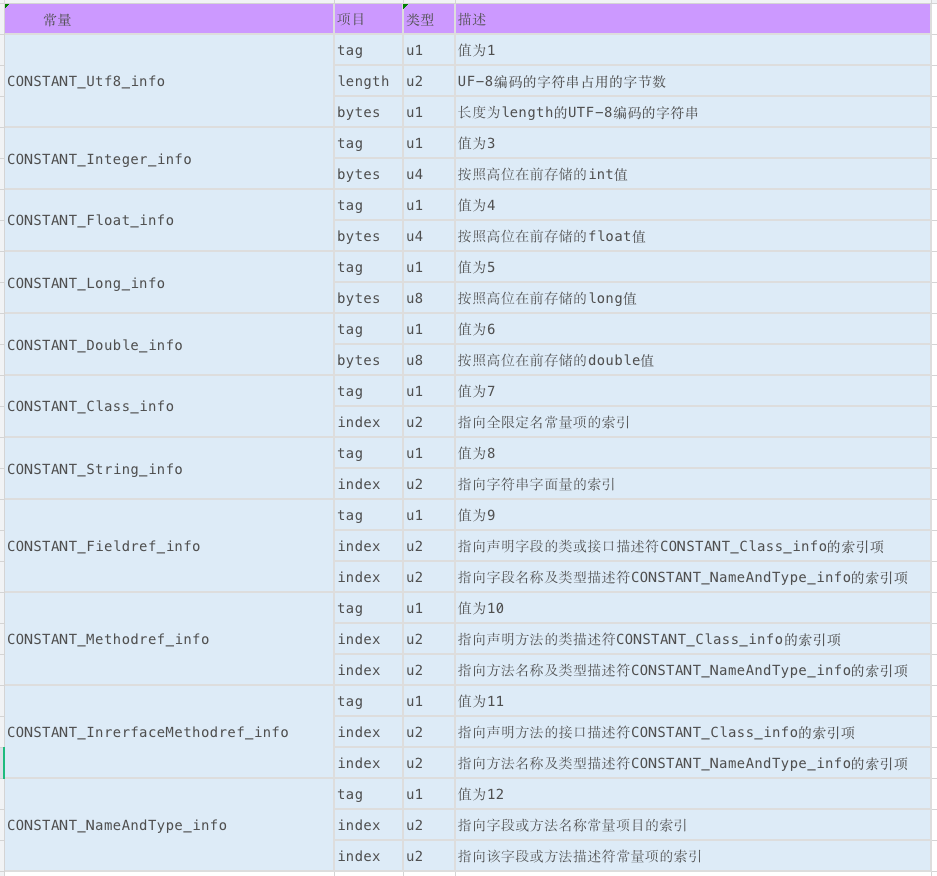 常量 项目 类型 描述
CONSTANT_Utf8_info tag u1 值为1
length u2 UF-8编码的字符串占用的字节数
bytes u1 长度为length的UTF-8编码的字符串
CONSTANT_Integer_info tag u1 值为3
bytes u4 按照高位在前存储的int值
CONSTANT_Float_info tag u1 值为4
bytes u4 按照高位在前存储的float值
CONSTANT_Long_info tag u1 值为5
bytes u8 按照高位在前存储的long值
CONSTANT_Double_info tag u1 值为6
bytes u8 按照高位在前存储的double值
CONSTANT_Class_info tag u1 值为7
index u2 指向全限定名常量项的索引
CONSTANT_String_info tag u1 值为8
index u2 指向字符串字面量的索引
CONSTANT_Fieldref_info tag u1 值为9
index u2 指向声明字段的类或接口描述符CONSTANT_Class_info的索引项
index u2 指向字段名称及类型描述符CONSTANT_NameAndType_info的索引项
CONSTANT_Methodref_info tag u1 值为10
index u2 指向声明方法的类描述符CONSTANT_Class_info的索引项
index u2 指向方法名称及类型描述符CONSTANT_NameAndType_info的索引项
CONSTANT_InrerfaceMethodref_info tag u1 值为11
index u2 指向声明方法的接口描述符CONSTANT_Class_info的索引项
index u2 指向方法名称及类型描述符CONSTANT_NameAndType_info的索引项
CONSTANT_NameAndType_info tag u1 值为12
index u2 指向字段或方法名称常量项目的索引
index u2 指向该字段或方法描述符常量项的索引